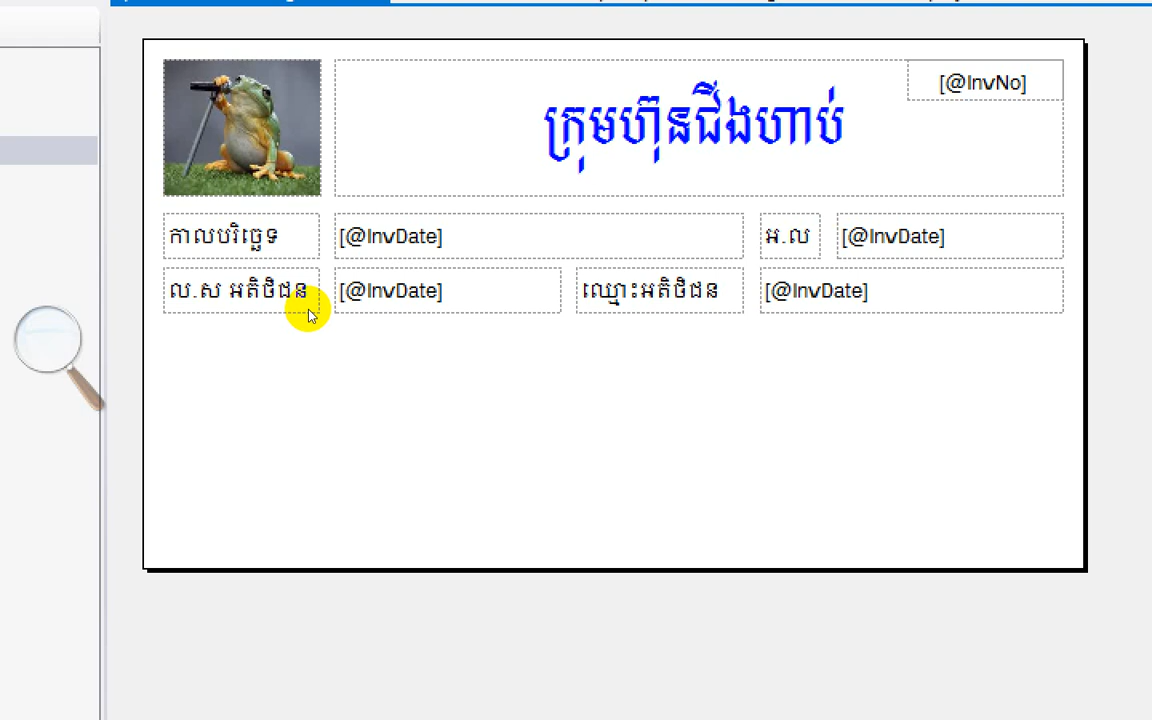 [@InvNo]
ក្រុមហ៊ុនជីងហាប់
កាលបរិច្ឆេទ [@InvDate] អ.ល [@InvDate]
ល.ស អតិថិជន [@InvDate] ឈ្មោះអតិថិជន [@InvDate]